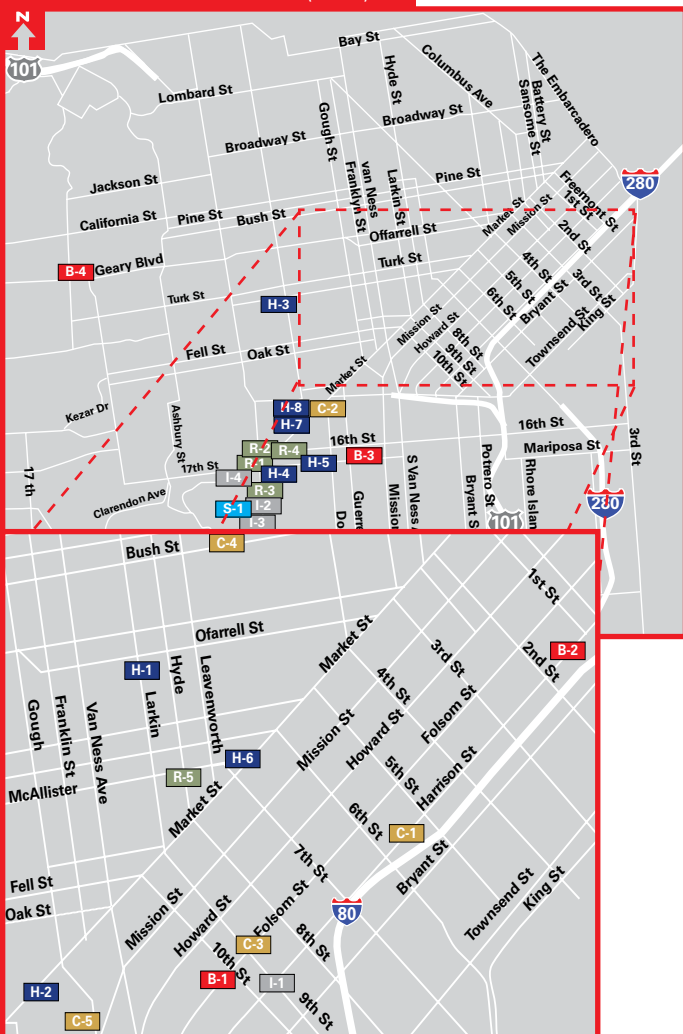 N
101
Bay St
Lombard St
Hyde St
Columbus Ave
The Embarcadero
Battery St
Sansome St
Broadway St
Broadway St
Gough St
van Ness
Franklyn St
Larkin St
Pine St
280
Jackson St
California St
Pine St
Bush St
Offarrell St
Market St
Mission St
Freemont St
1st St
2nd St
B-4
Geary Blvd
Turk St
Turk St
H-3
4th St
5th St
6th St
3rd St
Bryant St
King St
Townsend St
Mission St
Howard St
8th St
9th St
10th St
Fell St
Oak St
Market St
Kezar Dr
Ashbury St
H-8
C-2
H-7
16th St
16th St
Mariposa St
3rd St
R-2
R-4
B-3
R-1
H-5
17th St
H-4
I-4
R-3
17 th
Clarendon Ave
S-1
I-2
I-3
Guerre
Do
Mission
S Van Ness A
Potrero St
Bryant S
101
Rhore Islan
280
Bush St
C-4
1st St
Ofarrell St
Market St
3rd St
2nd St
B-2
H-1
Hyde
Leavenworth
Larkin
4th St
Folsom St
Gough
Franklin St
Van Ness Ave
Mission St
Howard St
5th St
Harrison St
H-6
R-5
McAllister
Market St
6th St
C-1
Bryant St
7th St
Fell St
Oak St
Mission St
Howard St
Folsom St
80
Townsend St
King St
C-3
8th St
10th St
B-1
I-1
9th St
H-2
C-5